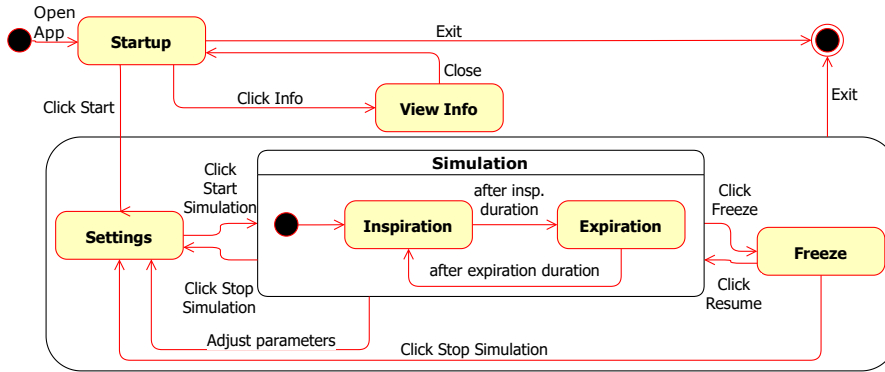 Open
App
Startup
Exit
Close
Click Info
View Info
Click Start
Exit
Simulation
Click
Start
Simulation
after insp.
duration
Click
Freeze
Settings
Inspiration
Expiration
Freeze
after expiration duration
Click Stop
Simulation
Click
Resume
Adjust parameters
Click Stop Simulation